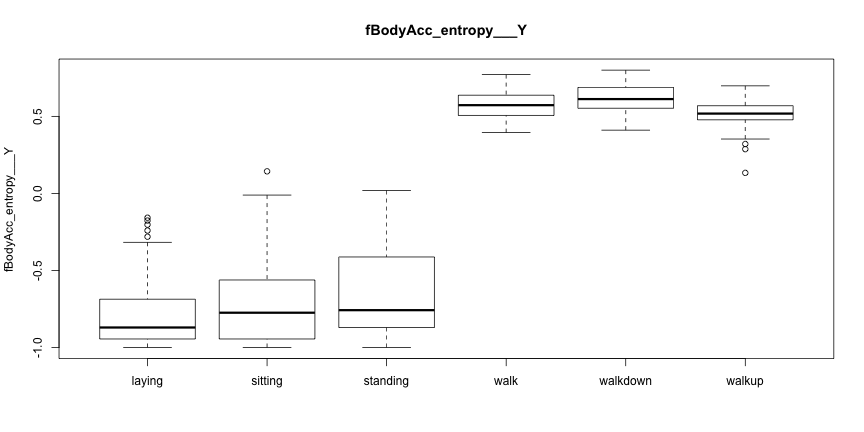 fBodyAcc_entropy___Y
fBodyAcc_entropy___Y
0.5
0.0
-0.5
-1.0
laying sitting standing walk walkdown walkup